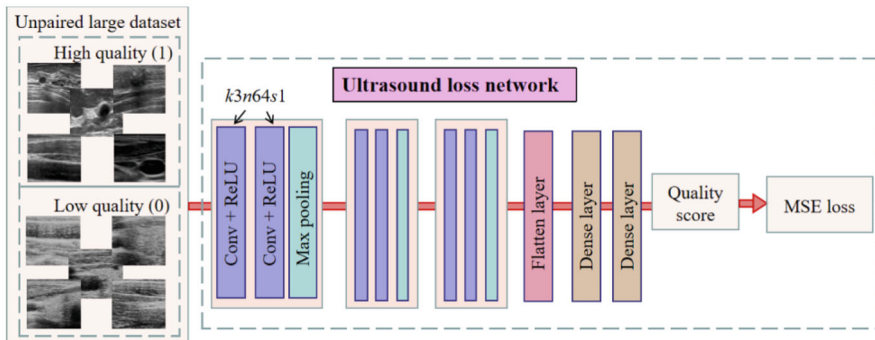 Unpaired large dataset
High quality (1)
Low quality (0)
Ultrasound loss network
k3n64s1
Conv + ReLU
Conv + ReLU
Max pooling
Flatten layer
Dense layer
Dense layer
Quality
score
MSE loss